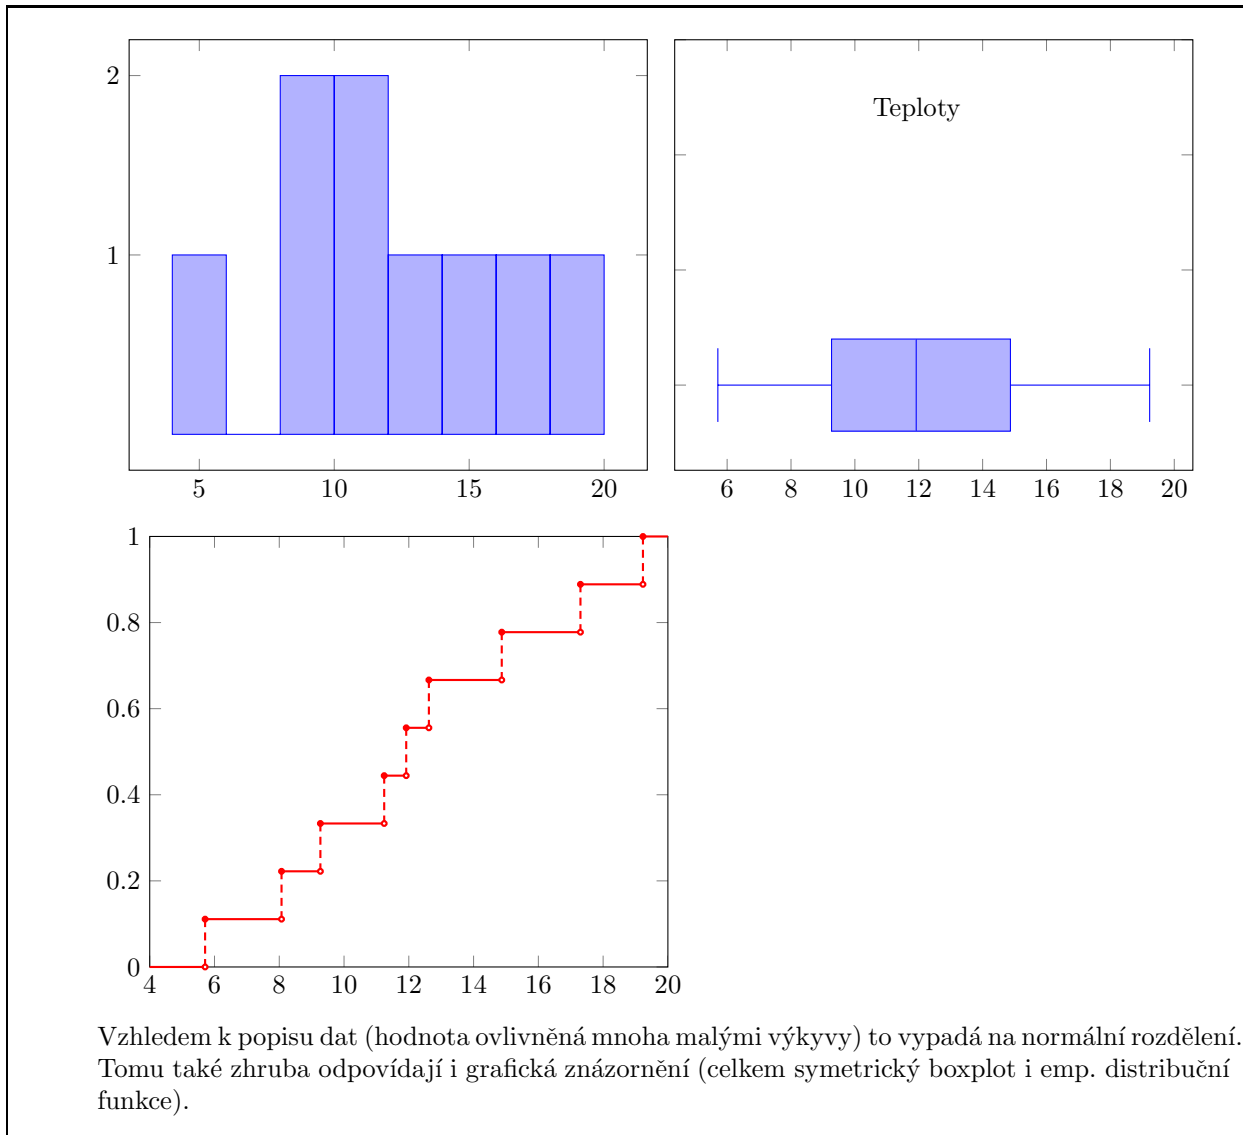 2
1
5 10 15 20
Teploty
6 8 10 12 14 16 18 20
1
0.8
0.6
0.4
0.2
0
4 6 8 10 12 14 16 18 20
Vzhledem k popisu dat (hodnota ovlivněná mnoha malými výkyvy) to vypadá na normální rozdělení.
Tomu také zhruba odpovídají i grafická znázornění (celkem symetrický boxplot i emp. distribuční
funkce).